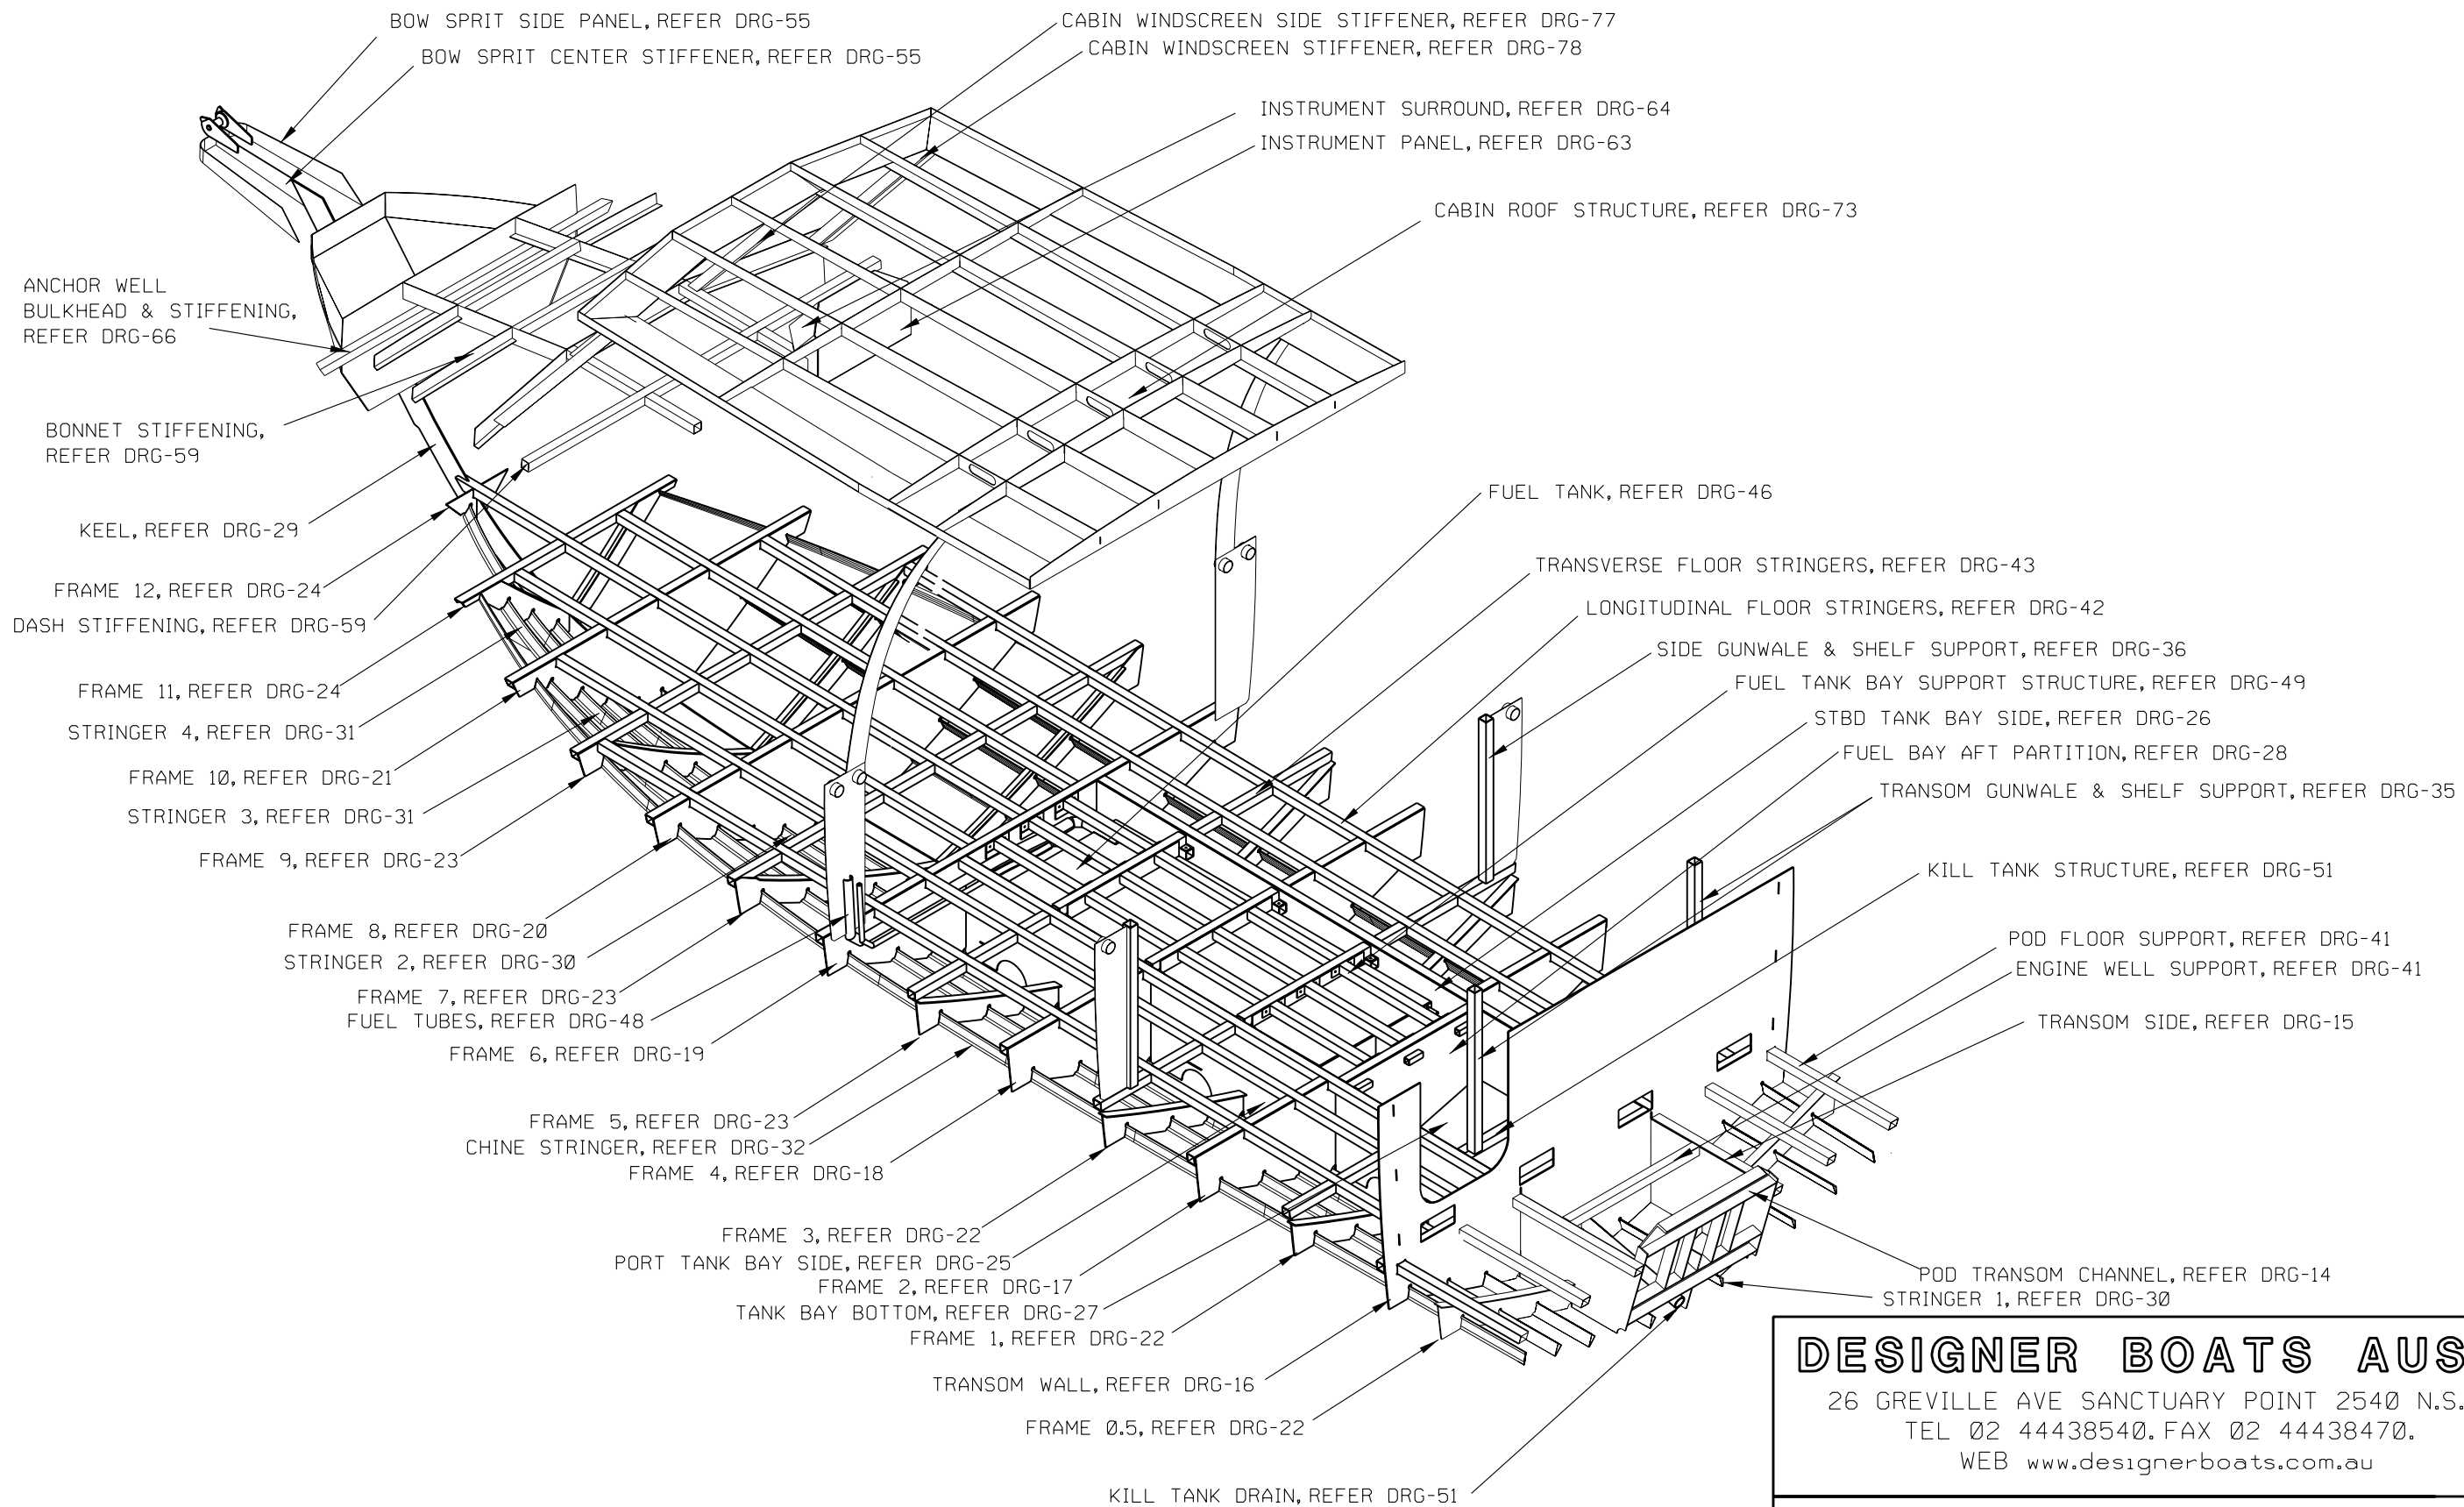 BOW SPRIT SIDE PANEL, REFER DRG-55
BOW SPRIT CENTER STIFFENER, REFER DRG-55
CABIN WINDSCREEN SIDE STIFFENER, REFER DRG-77
CABIN WINDSCREEN STIFFENER, REFER DRG-78
INSTRUMENT SURROUND, REFER DRG-64
INSTRUMENT PANEL, REFER DRG-63
CABIN ROOF STRUCTURE, REFER DRG-73
ANCHOR WELL
BULKHEAD & STIFFENING,
REFER DRG-66
BONNET STIFFENING,
REFER DRG-59
KEEL, REFER DRG-29
FRAME 12, REFER DRG-24
DASH STIFFENING, REFER DRG-59
FRAME 11, REFER DRG-24
STRINGER 4, REFER DRG-31
FRAME 10, REFER DRG-21
STRINGER 3, REFER DRG-31
FRAME 9, REFER DRG-23
FRAME 8, REFER DRG-20
STRINGER 2, REFER DRG-30
FRAME 7, REFER DRG-23
FUEL TUBES, REFER DRG-48
FRAME 6, REFER DRG-19
FRAME 5, REFER DRG-23
CHINE STRINGER, REFER DRG-32
FRAME 4, REFER DRG-18
FRAME 3, REFER DRG-22
PORT TANK BAY SIDE, REFER DRG-25
FRAME 2, REFER DRG-17
TANK BAY BOTTOM, REFER DRG-27
FRAME 1, REFER DRG-22
TRANSOM WALL, REFER DRG-16
FRAME 0.5, REFER DRG-22
KILL TANK DRAIN, REFER DRG-51
FUEL TANK, REFER DRG-46
TRANSVERSE FLOOR STRINGERS, REFER DRG-43
LONGITUDINAL FLOOR STRINGERS, REFER DRG-42
SIDE GUNWALE & SHELF SUPPORT, REFER DRG-36
FUEL TANK BAY SUPPORT STRUCTURE, REFER DRG-49
STBD TANK BAY SIDE, REFER DRG-26
FUEL BAY AFT PARTITION, REFER DRG-28
TRANSOM GUNWALE & SHELF SUPPORT, REFER DRG-35
KILL TANK STRUCTURE, REFER DRG-51
POD FLOOR SUPPORT, REFER DRG-41
ENGINE WELL SUPPORT, REFER DRG-41
TRANSOM SIDE, REFER DRG-15
POD TRANSOM CHANNEL, REFER DRG-14
STRINGER 1, REFER DRG-30
DESIGNER BOATS AUS
26 GREVILLE AVE SANCTUARY POINT 2540 N.S.
TEL 02 44438540. FAX 02 44438470.
WEB www.designerboats.com.au